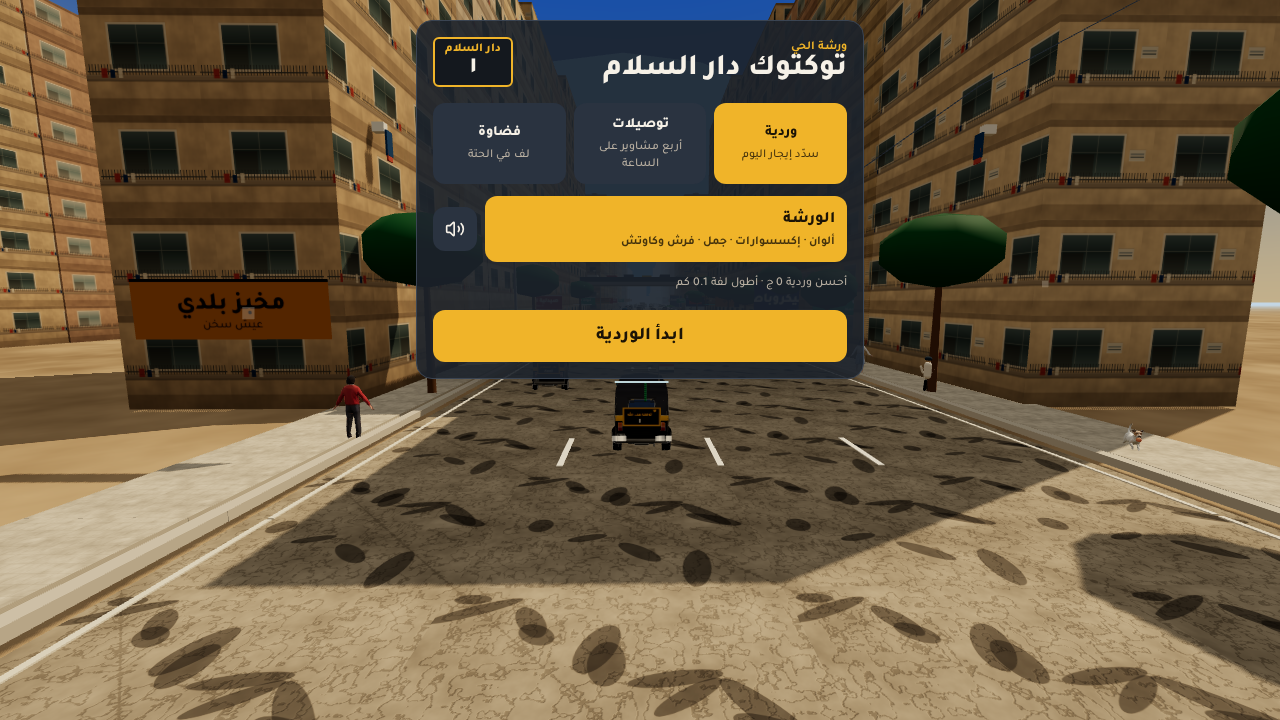 ورشة الحي
توكتوك دار السلام
دار السلام
١
وردية
سدّد إيجار اليوم
توصيلات
أربع مشاوير على
الساعة
فضاوة
لف في الحتة
الورشة
ألوان · إكسسوارات · جمل · فرش وكاوتش
أحسن وردية 0 ج · أطول لفة 0.1 كم
ابدأ الوردية
مخبز بلدي
عيش سخن